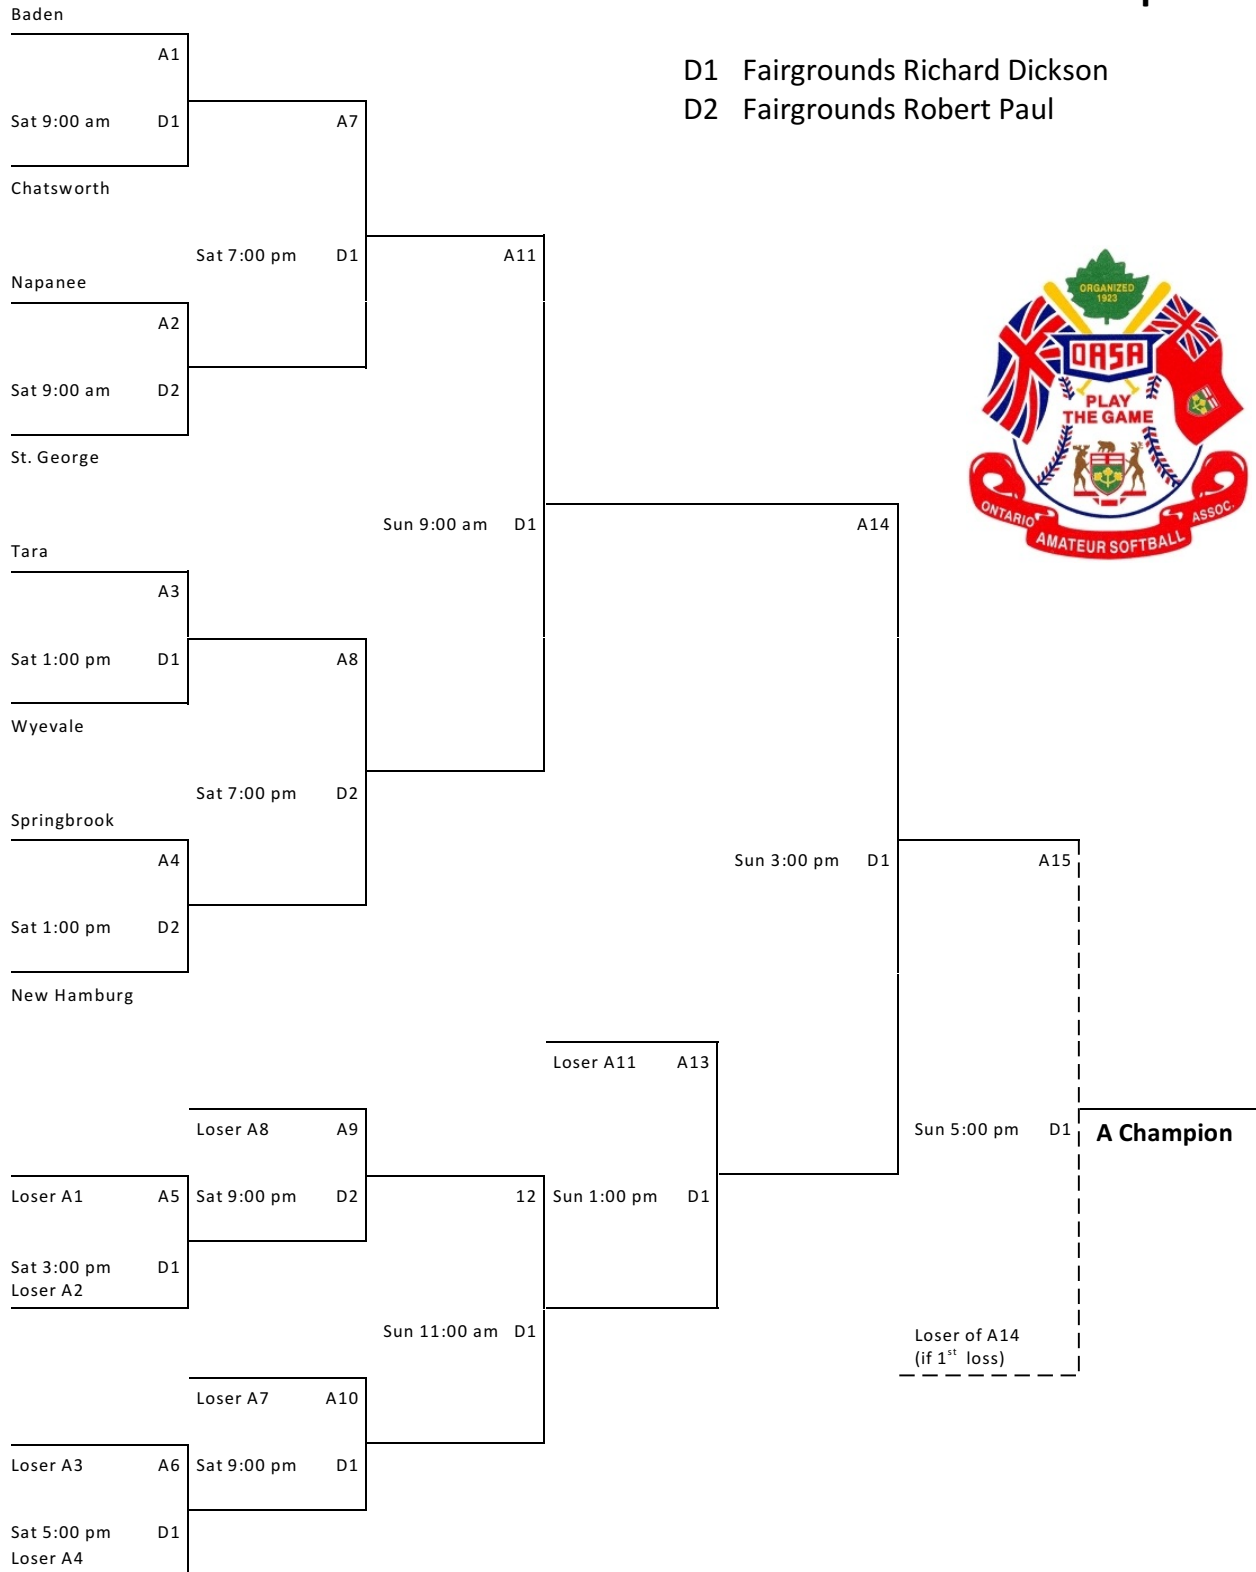 Baden
A1
D1 Fairgrounds Richard Dickson
D2 Fairgrounds Robert Paul
Sat 9:00 am D1
A7
Chatsworth
Sat 7:00 pm D1
A11
Napanee
A2
Sat 9:00 am D2
St. George
ORGANIZED
1923
OASA
PLAY
THE GAME
ONTARIO
AMATEUR SOFTBALL
ASSOC.
Sun 9:00 am D1
A14
Tara
A3
Sat 1:00 pm D1
A8
Wyevale
Sat 7:00 pm D2
Springbrook
A4
Sun 3:00 pm D1
A15
Sat 1:00 pm D2
New Hamburg
Loser A11 A13
Loser A8 A9
Sun 5:00 pm D1
A Champion
Loser A1 A5
Sat 9:00 pm D2
12
Sun 1:00 pm D1
Sat 3:00 pm D1
Loser A2
Sun 11:00 am D1
Loser of A14
(if 1st loss)
Loser A7 A10
Loser A3 A6
Sat 9:00 pm D1
Sat 5:00 pm D1
Loser A4